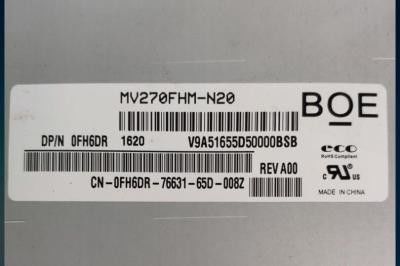 MV270FHM-N20
BOE
DP/N 0FH6DR 1620 V9A51655D50000BSB
eco
RoHS Compliant
REV A00
c RU US
CN-0FH6DR-76631-65D-008Z
MADE IN CHINA